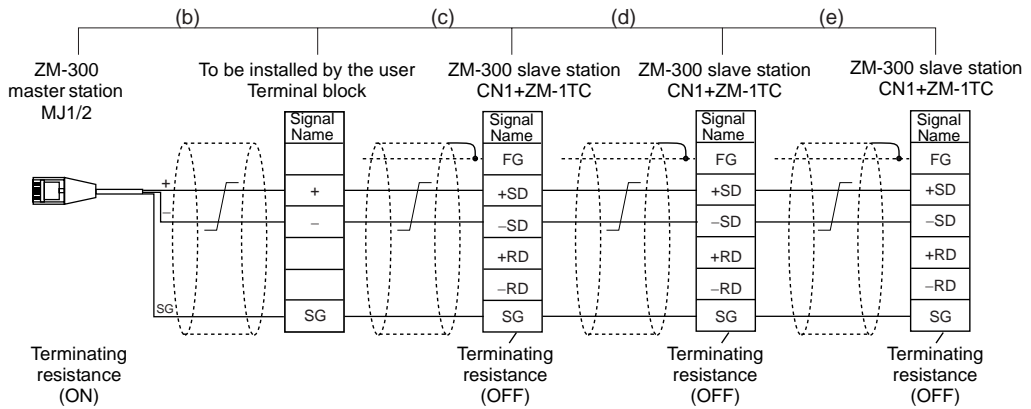 (b) (c) (d) (e)
ZM-300
master station
MJ1/2
To be installed by the user
Terminal block
ZM-300 slave station
CN1+ZM-1TC
ZM-300 slave station
CN1+ZM-1TC
ZM-300 slave station
CN1+ZM-1TC
+
−
SG
Signal
Name
+
−
SG
Signal
Name
FG
+SD
−SD
+RD
−RD
SG
Signal
Name
FG
+SD
−SD
+RD
−RD
SG
Signal
Name
FG
+SD
−SD
+RD
−RD
SG
Terminating
resistance
(ON)
Terminating
resistance
(OFF)
Terminating
resistance
(OFF)
Terminating
resistance
(OFF)